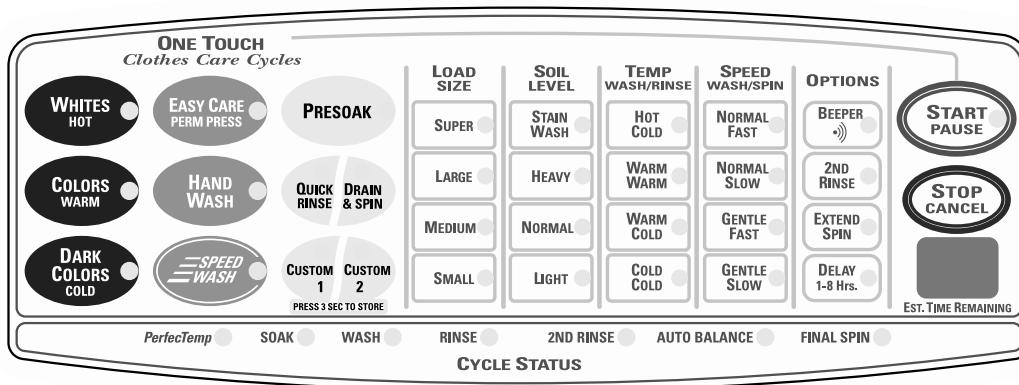 ONE TOUCH
Clothes Care Cycles
WHITES
HOT
EASY CARE
PERM PRESS
PRESOAK
COLORS
WARM
HAND
WASH
QUICK
RINSE
DRAIN
& SPIN
DARK
COLORS
COLD
SPEED
WASH
CUSTOM
1
CUSTOM
2
PRESS 3 SEC TO STORE
LOAD
SIZE
SUPER
LARGE
MEDIUM
SMALL
SOIL
LEVEL
STAIN
WASH
HEAVY
NORMAL
LIGHT
TEMP
WASH/RINSE
HOT
COLD
WARM
WARM
WARM
COLD
COLD
COLD
SPEED
WASH/SPIN
NORMAL
FAST
NORMAL
SLOW
GENTLE
FAST
GENTLE
SLOW
OPTIONS
BEEPER
2ND
RINSE
EXTEND
SPIN
DELAY
1-8 Hrs.
START
PAUSE
STOP
CANCEL
EST. TIME REMAINING
PerfecTemp SOAK WASH RINSE 2ND RINSE AUTO BALANCE FINAL SPIN
CYCLE STATUS